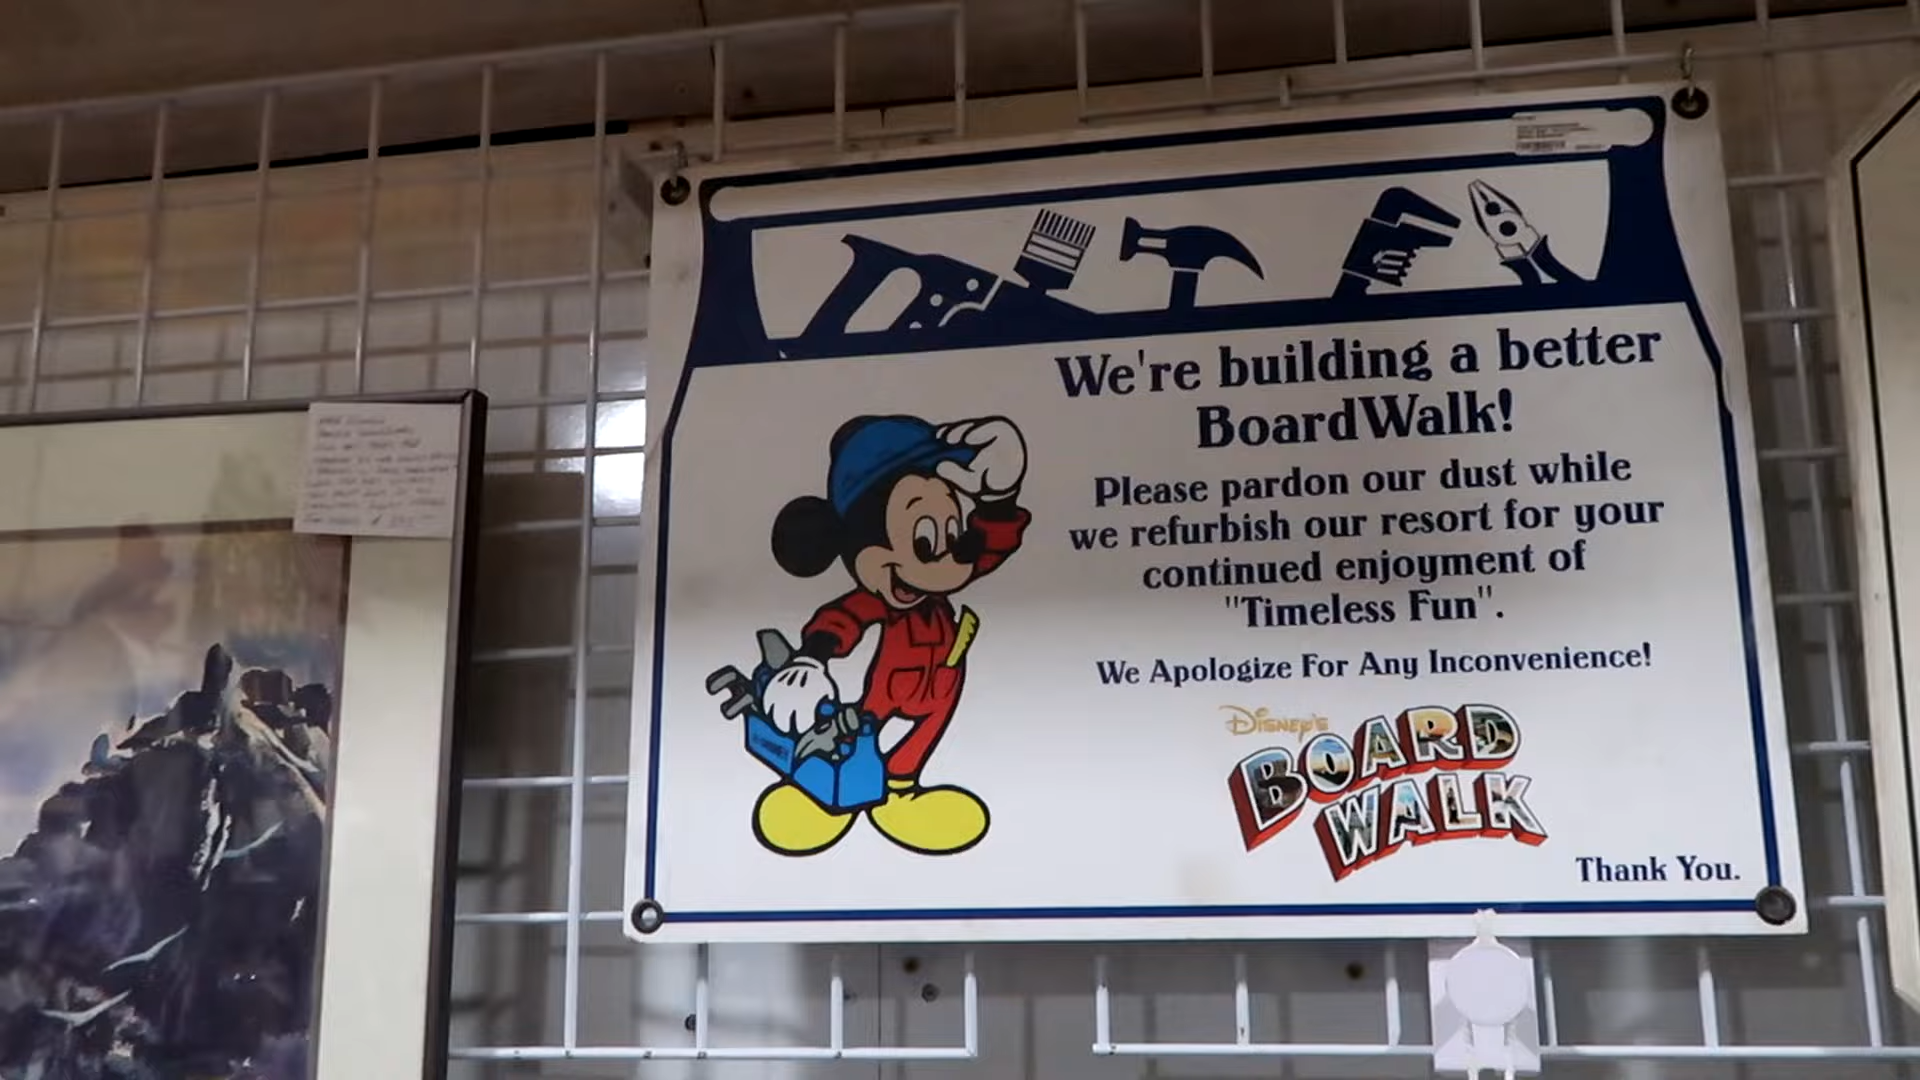 We're building a better
BoardWalk!
Please pardon our dust while
we refurbish our resort for your
continued enjoyment of
"Timeless Fun".
We Apologize For Any Inconvenience!
Disney's
BOARD
WALK
Thank You.